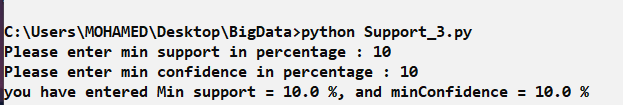 C:\Users\MOHAMED\Desktop\BigData>python Support_3.py
Please enter min support in percentage : 10
Please enter min confidence in percentage : 10
you have entered Min support = 10.0 %, and minConfidence = 10.0 %